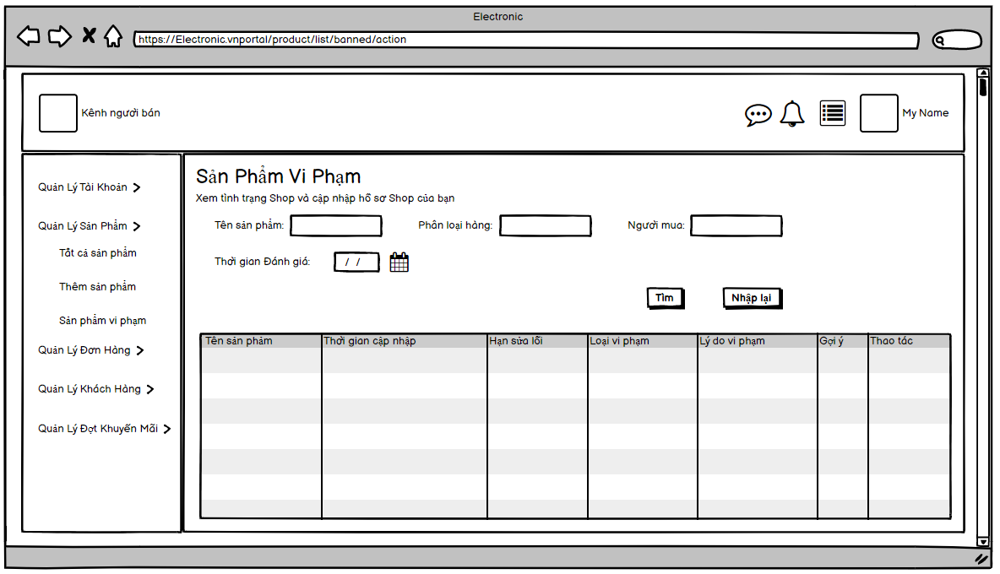 Electronic
https://Electronic.vnportal/product/list/banned/action
Kênh người bán
My Name
Quản Lý Tài Khoản
Quản Lý Sản Phẩm
Tất cả sản phẩm
Thêm sản phẩm
Sản phẩm vi phạm
Quản Lý Đơn Hàng
Quản Lý Khách Hàng
Quản Lý Đợt Khuyến Mãi
Sản Phẩm Vi Phạm
Xem tình trạng Shop và cập nhập hồ sơ Shop của bạn
Tên sản phẩm: Phân loại hàng: Người mua:
Thời gian Đánh giá: / /
Tìm Nhập lại
Tên sản phảm Thời gian cập nhập Hạn sửa lỗi Loại vi phạm Lý do vi phạm Gợi ý Thao tác